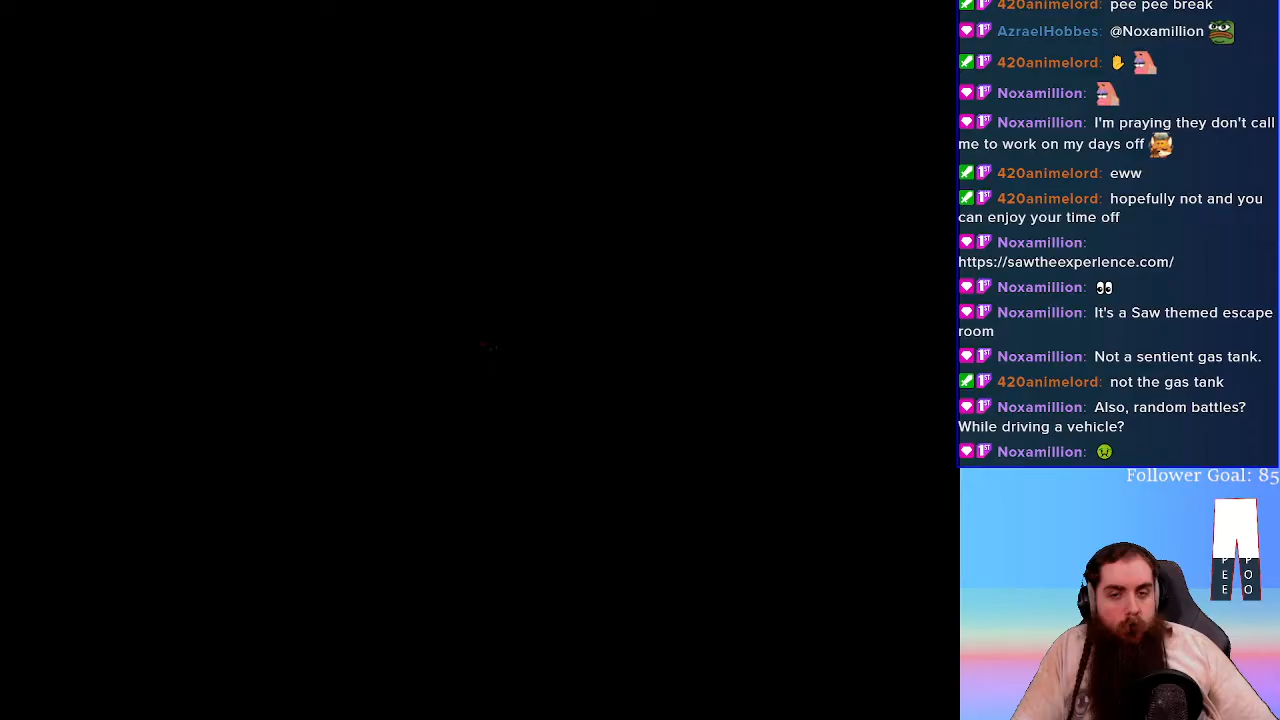 420animelord: pee pee break
AzraelHobbes: @Noxamillion
420animelord:
Noxamillion:
Noxamillion: I'm praying they don't call
me to work on my days off
420animelord: eww
420animelord: hopefully not and you
can enjoy your time off
Noxamillion:
https://sawtheexperience.com/
Noxamillion:
Noxamillion: It's a Saw themed escape
room
Noxamillion: Not a sentient gas tank.
420animelord: not the gas tank
Noxamillion: Also, random battles?
While driving a vehicle?
Noxamillion:
Follower Goal: 85
PEE
POO